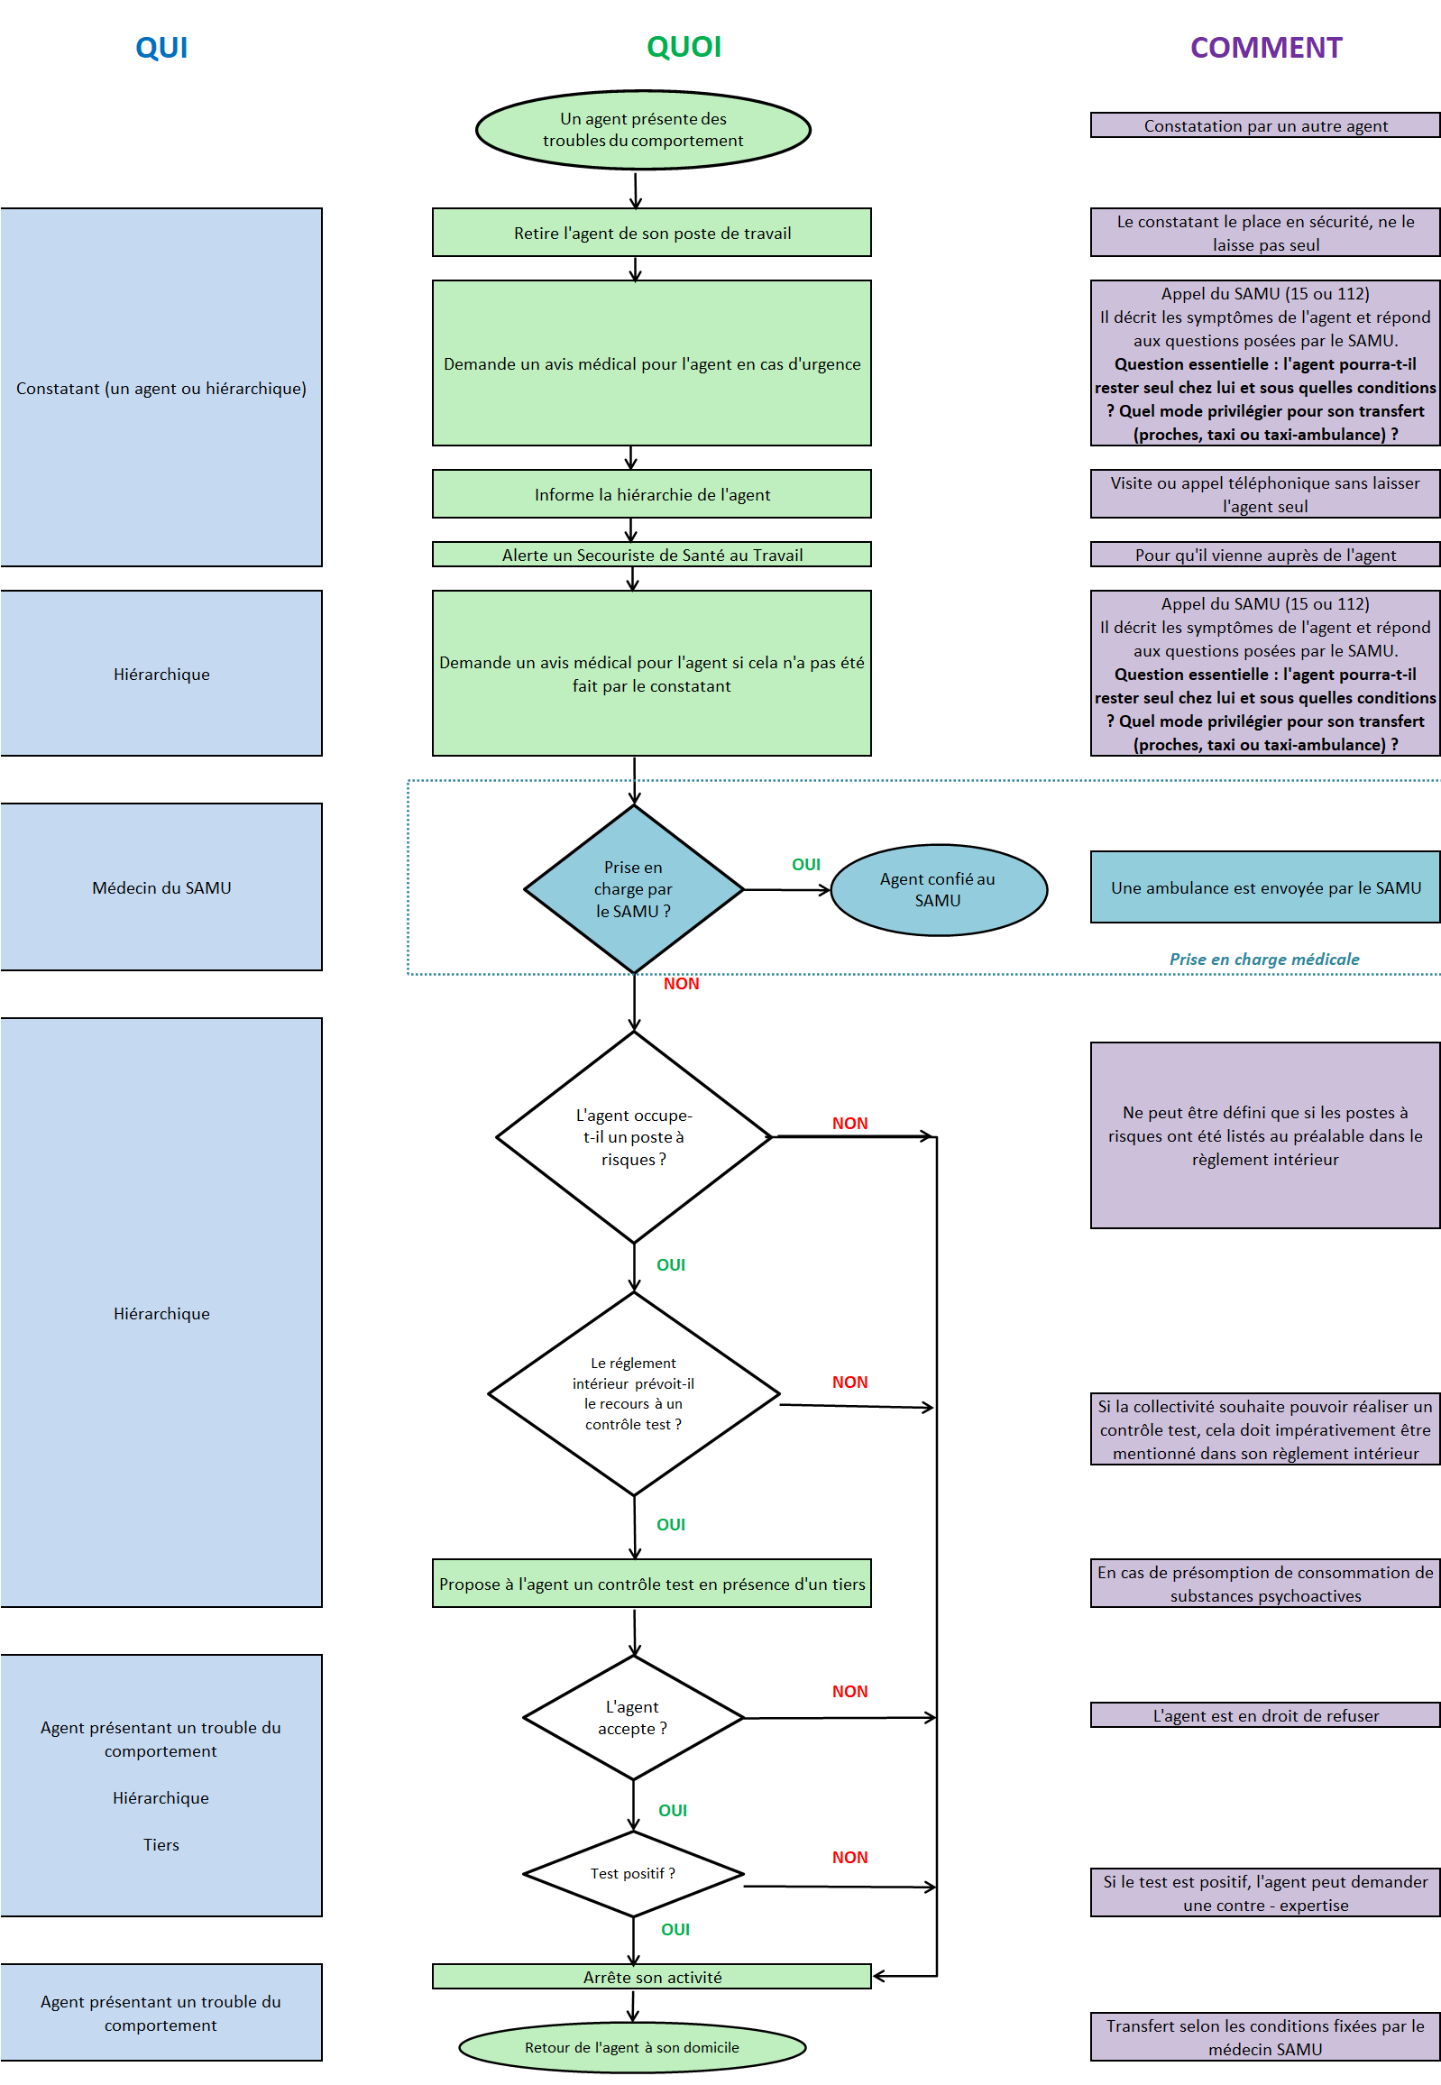 QUI
QUOI
COMMENT
Un agent présente des
troubles du comportement
Constatation par un autre agent
Constatant (un agent ou hiérarchique)
Retire l'agent de son poste de travail
Le constatant le place en sécurité, ne le
laisse pas seul
Demande un avis médical pour l'agent en cas d'urgence
Appel du SAMU (15 ou 112)
Il décrit les symptômes de l'agent et répond
aux questions posées par le SAMU.
Question essentielle : l'agent pourra-t-il
rester seul chez lui et sous quelles conditions
? Quel mode privilégier pour son transfert
(proches, taxi ou taxi-ambulance) ?
Informe la hiérarchie de l'agent
Visite ou appel téléphonique sans laisser
l'agent seul
Alerte un Secouriste de Santé au Travail
Pour qu'il vienne auprès de l'agent
Hiérarchique
Demande un avis médical pour l'agent si cela n'a pas été
fait par le constatant
Appel du SAMU (15 ou 112)
Il décrit les symptômes de l'agent et répond
aux questions posées par le SAMU.
Question essentielle : l'agent pourra-t-il
rester seul chez lui et sous quelles conditions
? Quel mode privilégier pour son transfert
(proches, taxi ou taxi-ambulance) ?
Médecin du SAMU
Prise en
charge par
le SAMU ?
OUI
Agent confié au
SAMU
Une ambulance est envoyée par le SAMU
Prise en charge médicale
NON
Hiérarchique
L'agent occupe-
t-il un poste à
risques ?
NON
Ne peut être défini que si les postes à
risques ont été listés au préalable dans le
règlement intérieur
OUI
Le réglement
intérieur prévoit-il
le recours à un
contrôle test ?
NON
Si la collectivité souhaite pouvoir réaliser un
contrôle test, cela doit impérativement être
mentionné dans son règlement intérieur
OUI
Propose à l'agent un contrôle test en présence d'un tiers
En cas de présomption de consommation de
substances psychoactives
Agent présentant un trouble du
comportement
Hiérarchique
Tiers
L'agent
accepte ?
NON
L'agent est en droit de refuser
OUI
Test positif ?
NON
Si le test est positif, l'agent peut demander
une contre - expertise
OUI
Agent présentant un trouble du
comportement
Arrête son activité
Retour de l'agent à son domicile
Transfert selon les conditions fixées par le
médecin SAMU